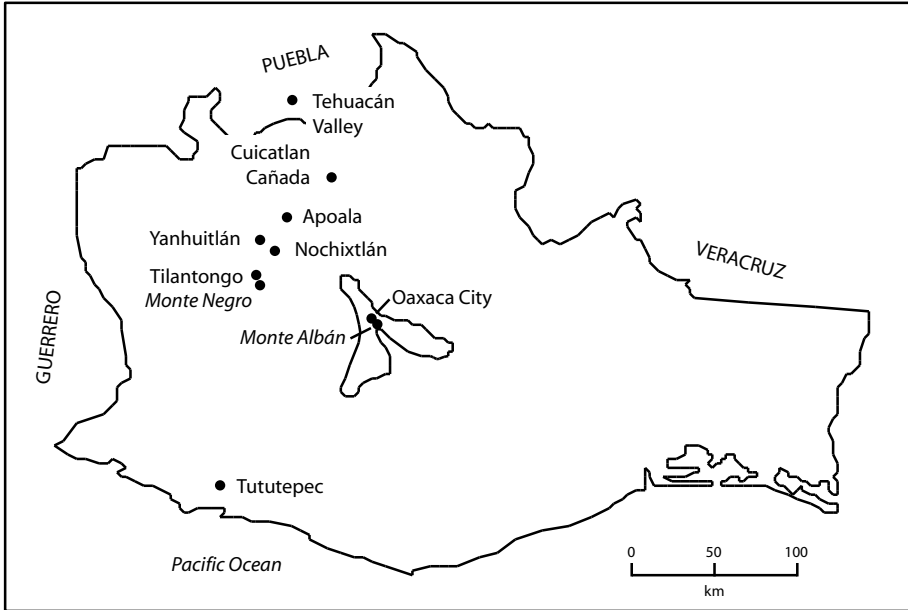 PUEBLA
Tehuacán
Valley
Cuicatlan
Cañada
Apoala
Yanhuitlán
Nochixtlán
VERACRUZ
Tilantongo
Monte Negro
Oaxaca City
Monte Albán
GUERRERO
Tututepec
Pacific Ocean
0 50 100
km